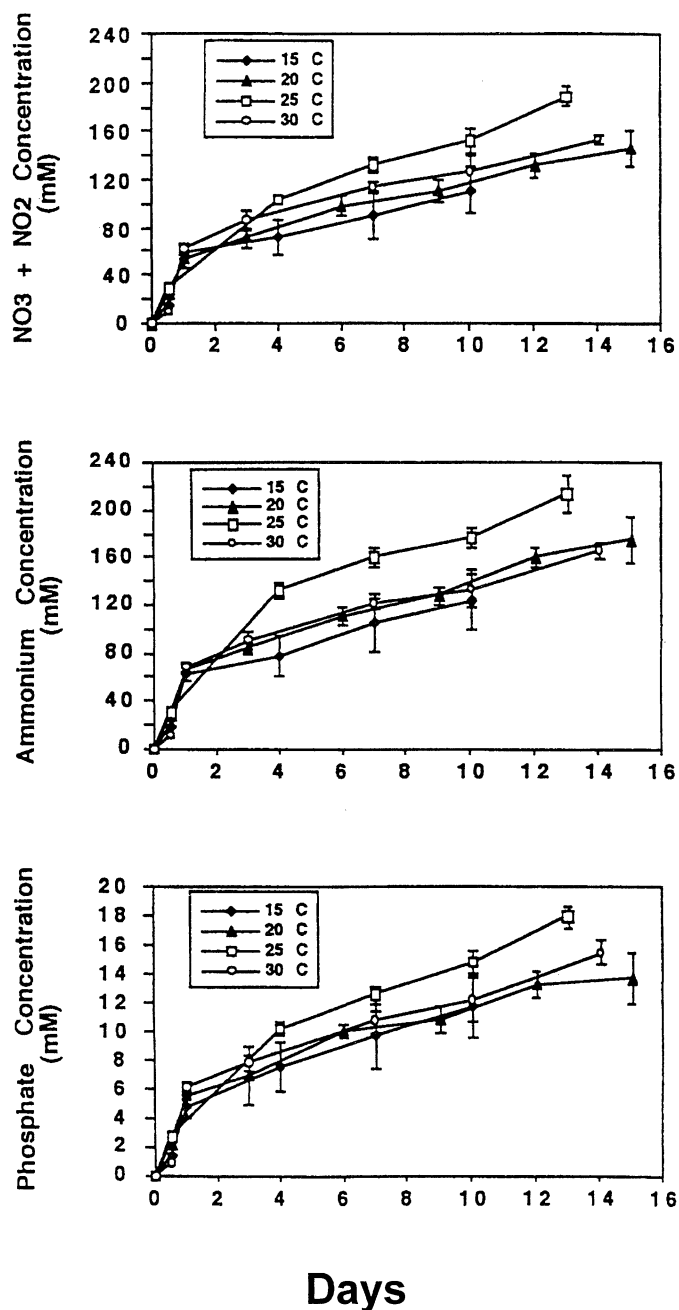 NO3 + NO2 Concentration
(mM)
240
200
160
120
80
40
0
15 C
20 C
25 C
30 C
0 2 4 6 8 10 12 14 16
Ammonium Concentration
(mM)
240
200
160
120
80
40
0
15 C
20 C
25 C
30 C
0 2 4 6 8 10 12 14 16
Phosphate Concentration
(mM)
20
18
16
14
12
10
8
6
4
2
0
15 C
20 C
25 C
30 C
0 2 4 6 8 10 12 14 16
Days